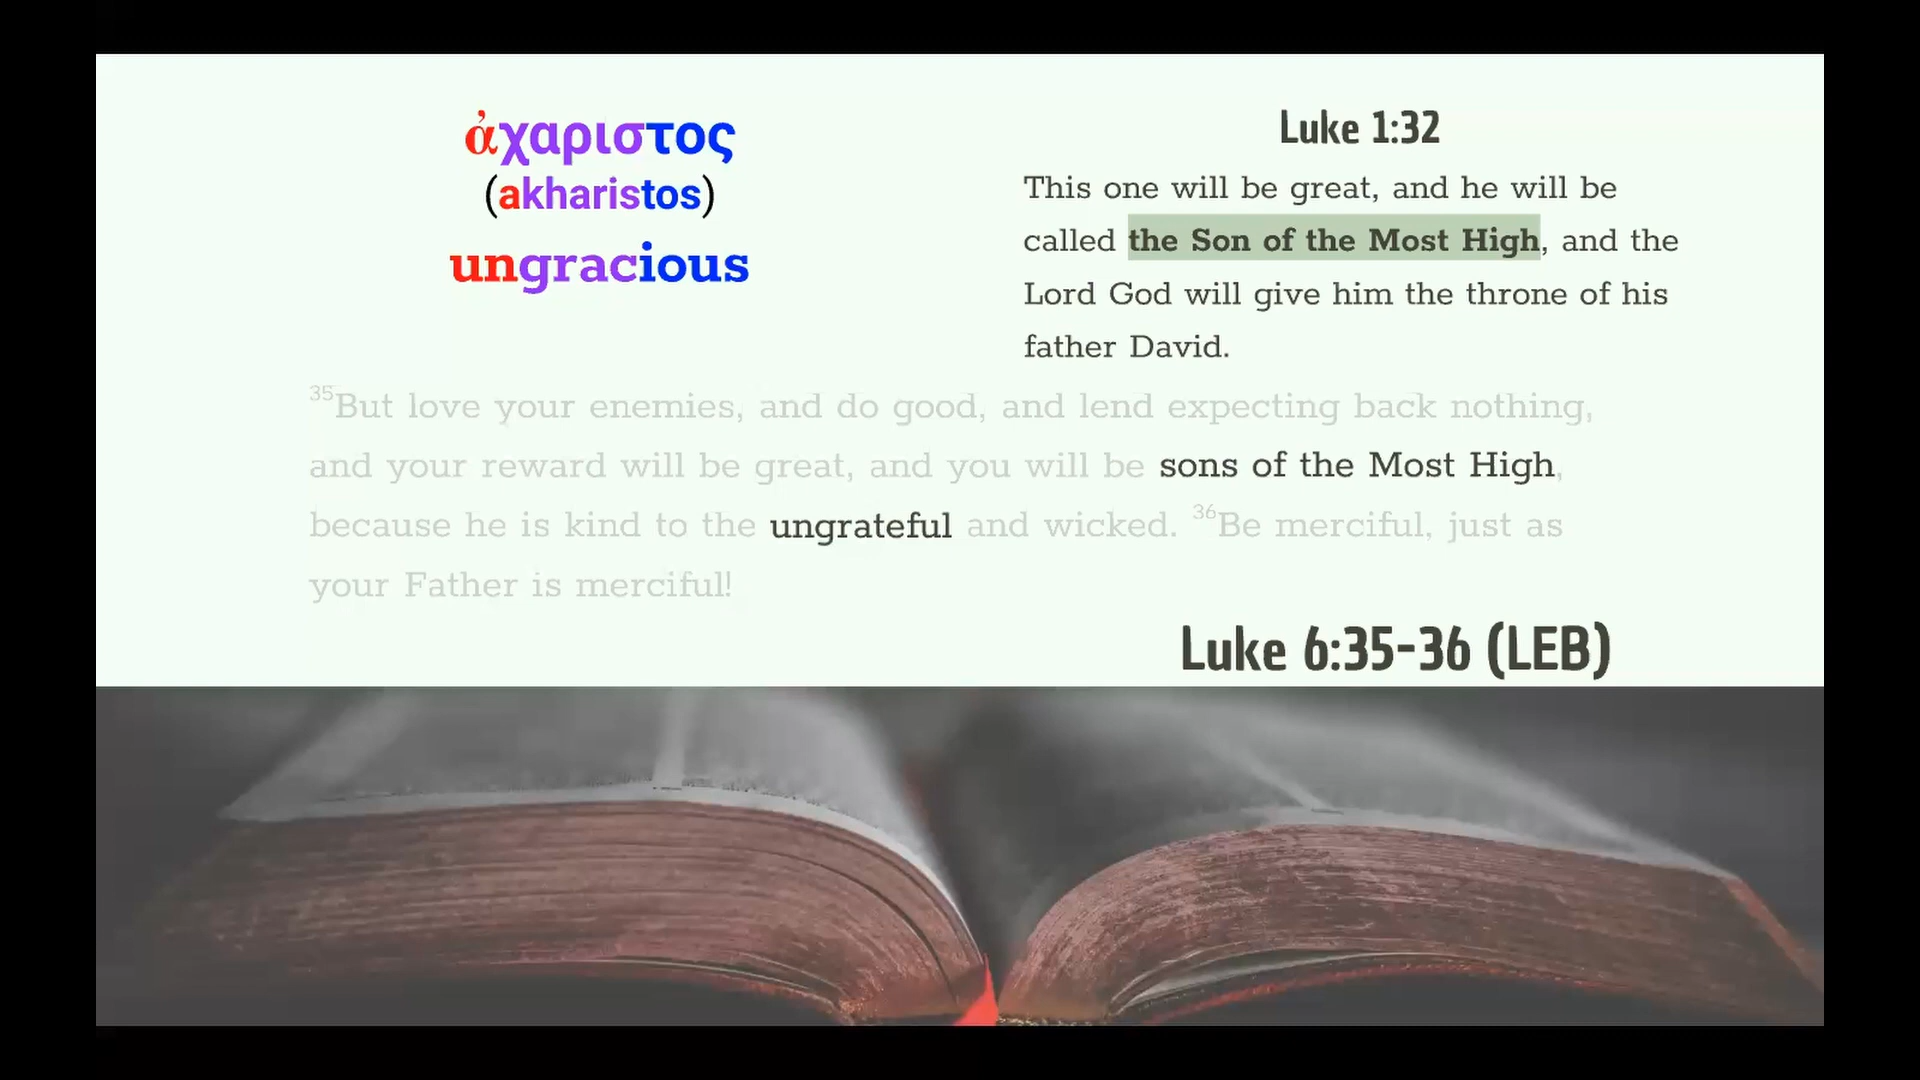 ἀχαριστος
(akharistos)
ungracious
Luke 1:32
This one will be great, and he will be
called the Son of the Most High, and the
Lord God will give him the throne of his
father David.
³⁵But love your enemies, and do good, and lend expecting back nothing,
and your reward will be great, and you will be sons of the Most High,
because he is kind to the ungrateful and wicked. ³⁶Be merciful, just as
your Father is merciful!
Luke 6:35-36 (LEB)